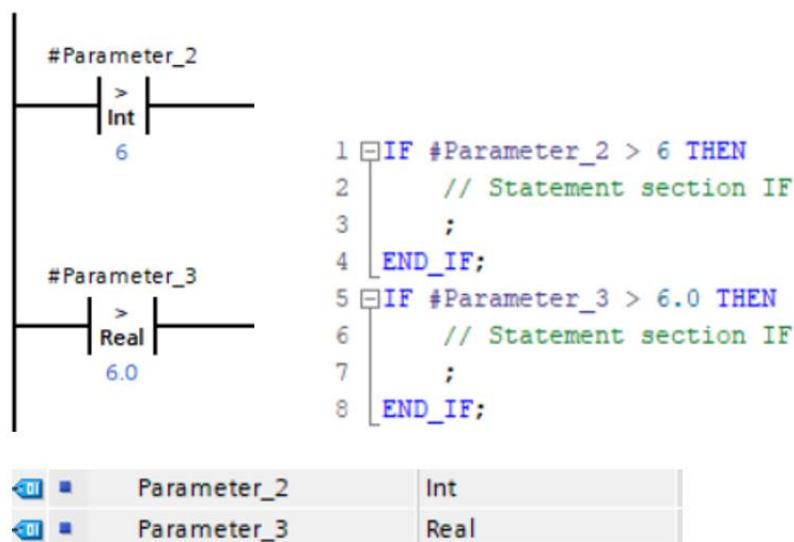 #Parameter_2
>
Int
6
#Parameter_3
>
Real
6.0
1 IF #Parameter_2 > 6 THEN
2 // Statement section IF
3 ;
4 END_IF;
5 IF #Parameter_3 > 6.0 THEN
6 // Statement section IF
7 ;
8 END_IF;
Parameter_2 Int
Parameter_3 Real